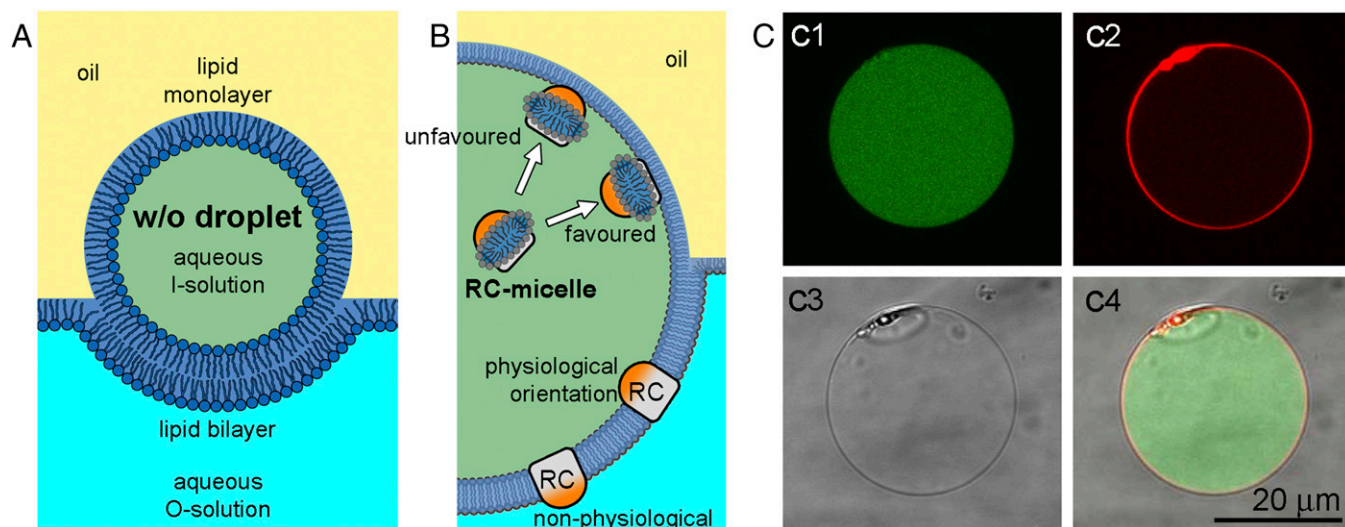 A
oil
lipid
monolayer
w/o droplet
aqueous
I-solution
lipid bilayer
aqueous
O-solution
B
oil
unfavoured
favoured
RC-micelle
physiological
orientation
RC
RC
non-physiological
C
c1
c2
c3
c4
20 μm